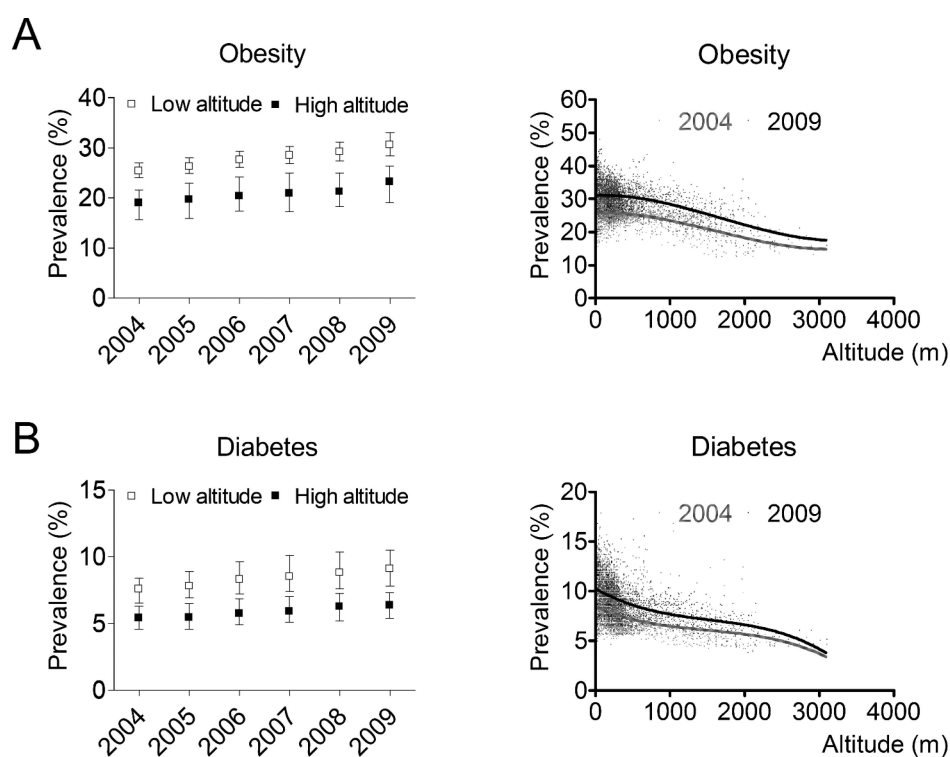 A
Obesity
Low altitude High altitude
Prevalence (%)
40
30
20
10
0
2004
2005
2006
2007
2008
2009
Obesity
2004 2009
Prevalence (%)
60
50
40
30
20
10
0
0 1000 2000 3000 4000
Altitude (m)
B
Diabetes
Low altitude High altitude
Prevalence (%)
15
10
5
0
2004
2005
2006
2007
2008
2009
Diabetes
2004 2009
Prevalence (%)
20
15
10
5
0
0 1000 2000 3000 4000
Altitude (m)